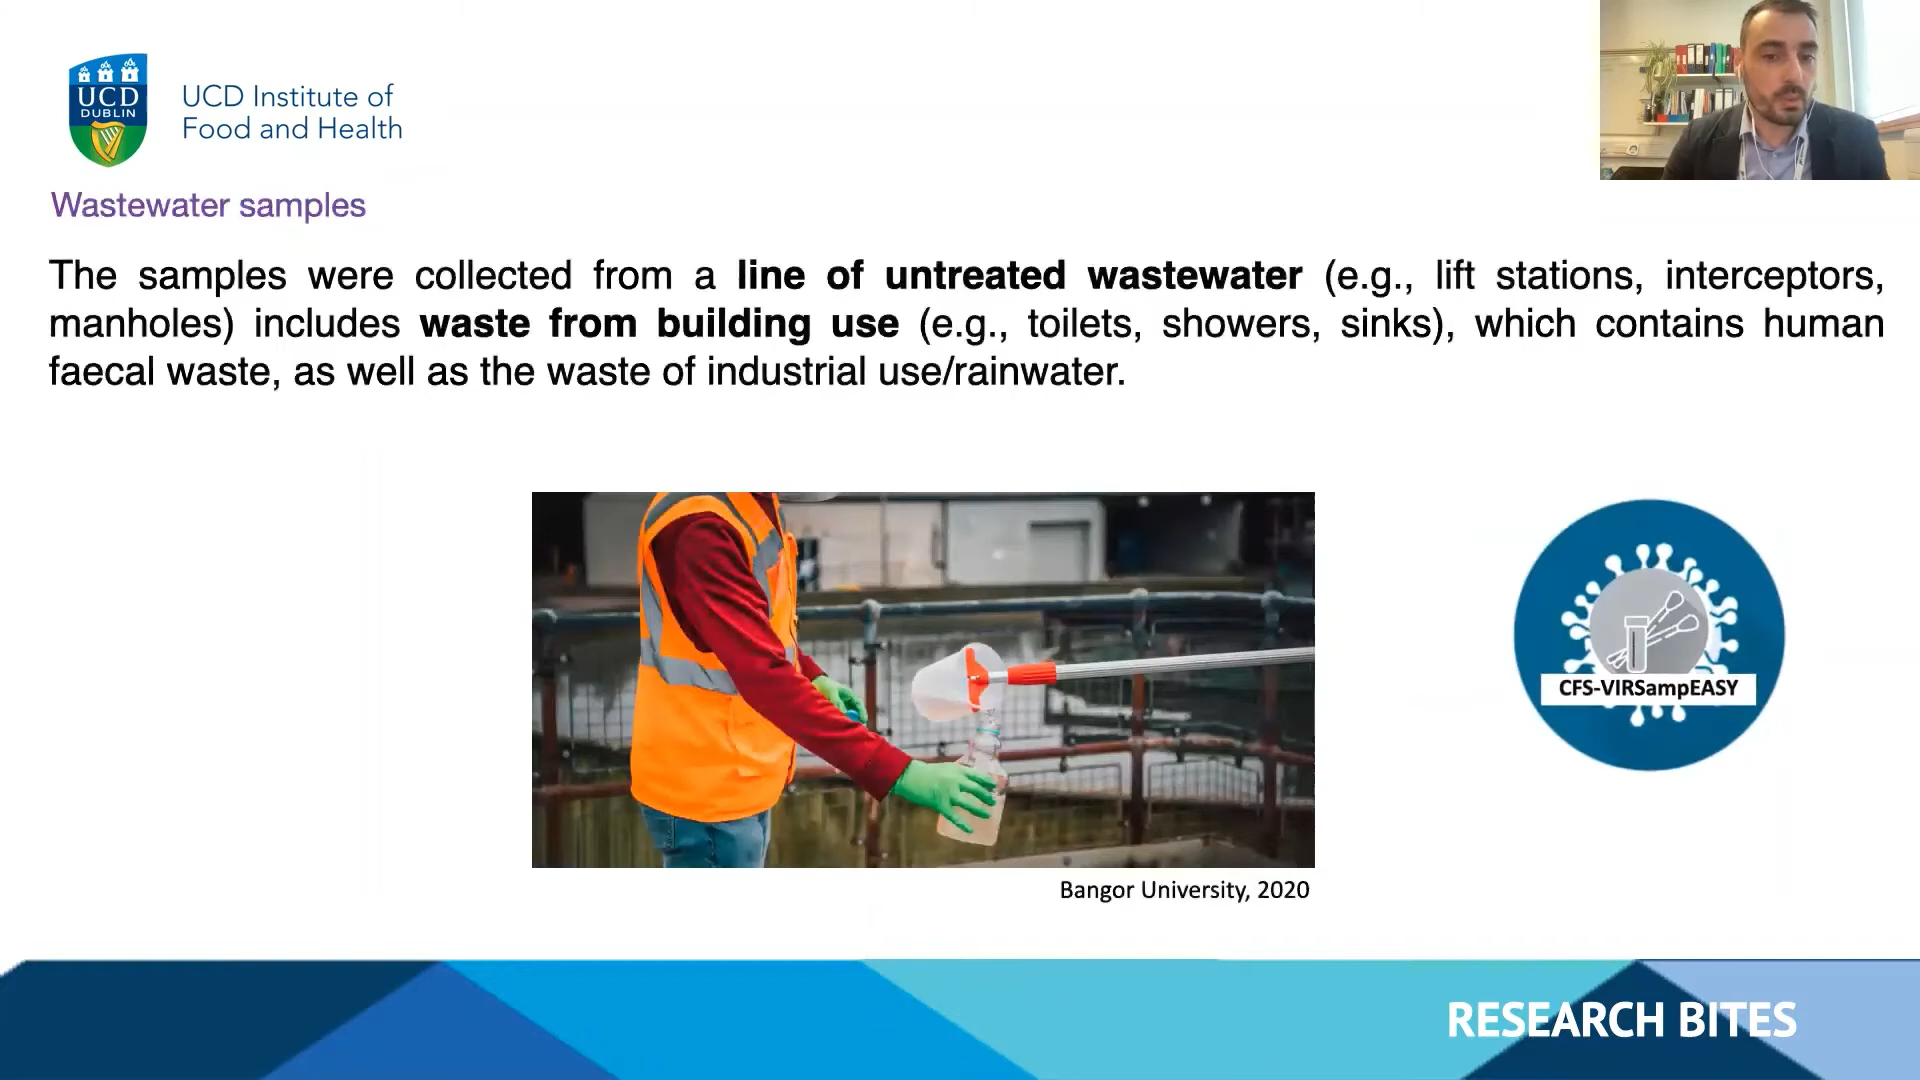 UCD
DUBLIN
UCD Institute of
Food and Health
Wastewater samples
The samples were collected from a line of untreated wastewater (e.g., lift stations, interceptors,
manholes) includes waste from building use (e.g., toilets, showers, sinks), which contains human
faecal waste, as well as the waste of industrial use/rainwater.
CFS-VIRSampEASY
Bangor University, 2020
RESEARCH BITES